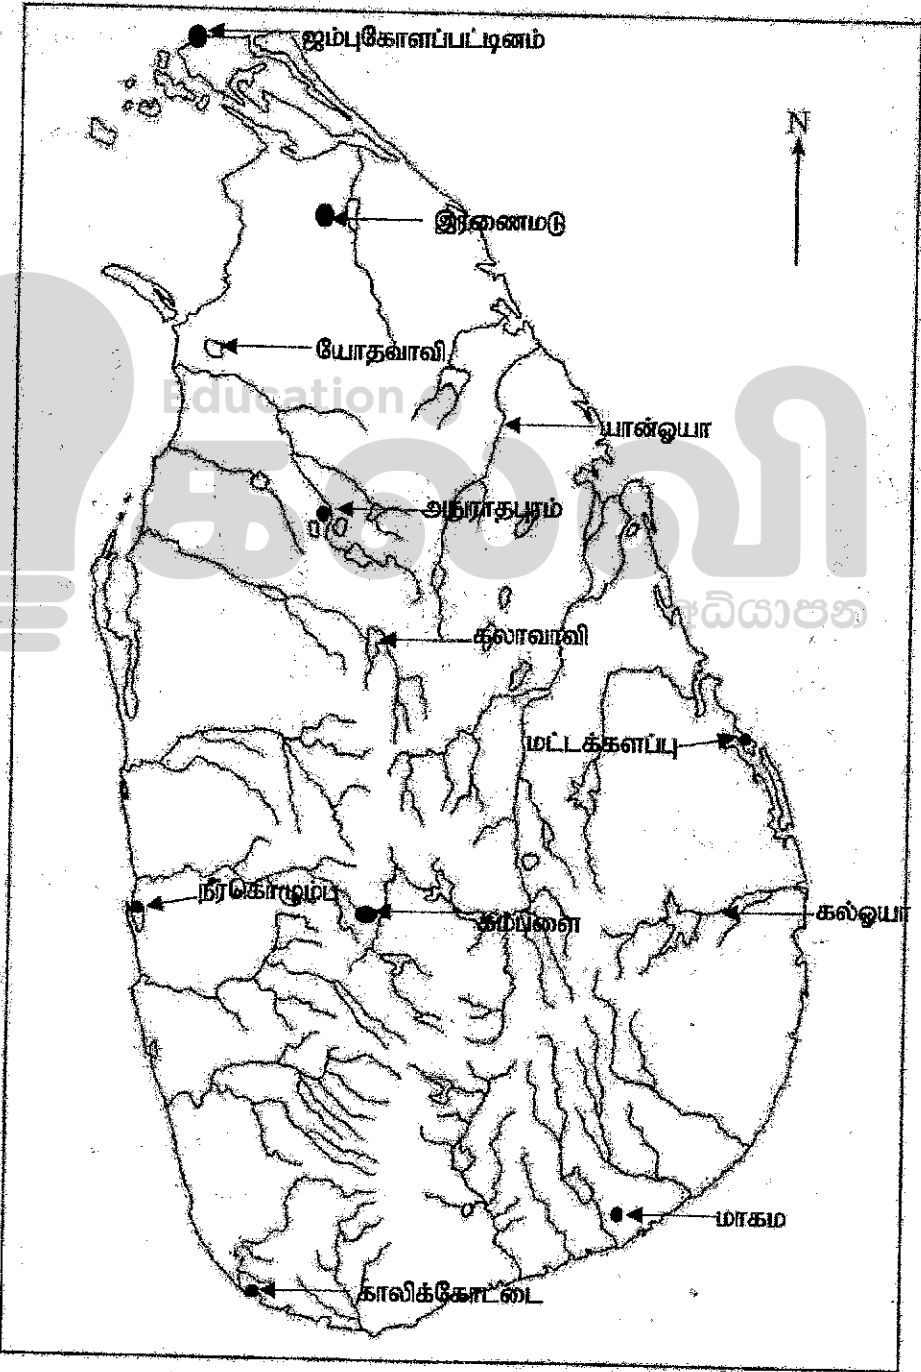 ஜம்புகோளப்பட்டினம்
N
இரணைமடு
யோதவாவி
Education
யான்ஓயா
கல்வி
அநுராதபுரம்
අධ්‍යාපන
கலாவாவி
மட்டக்களப்பு
நீர்கொழும்பு
கம்பளை
கல்ஓயா
மாகம
காலிக்கோட்டை